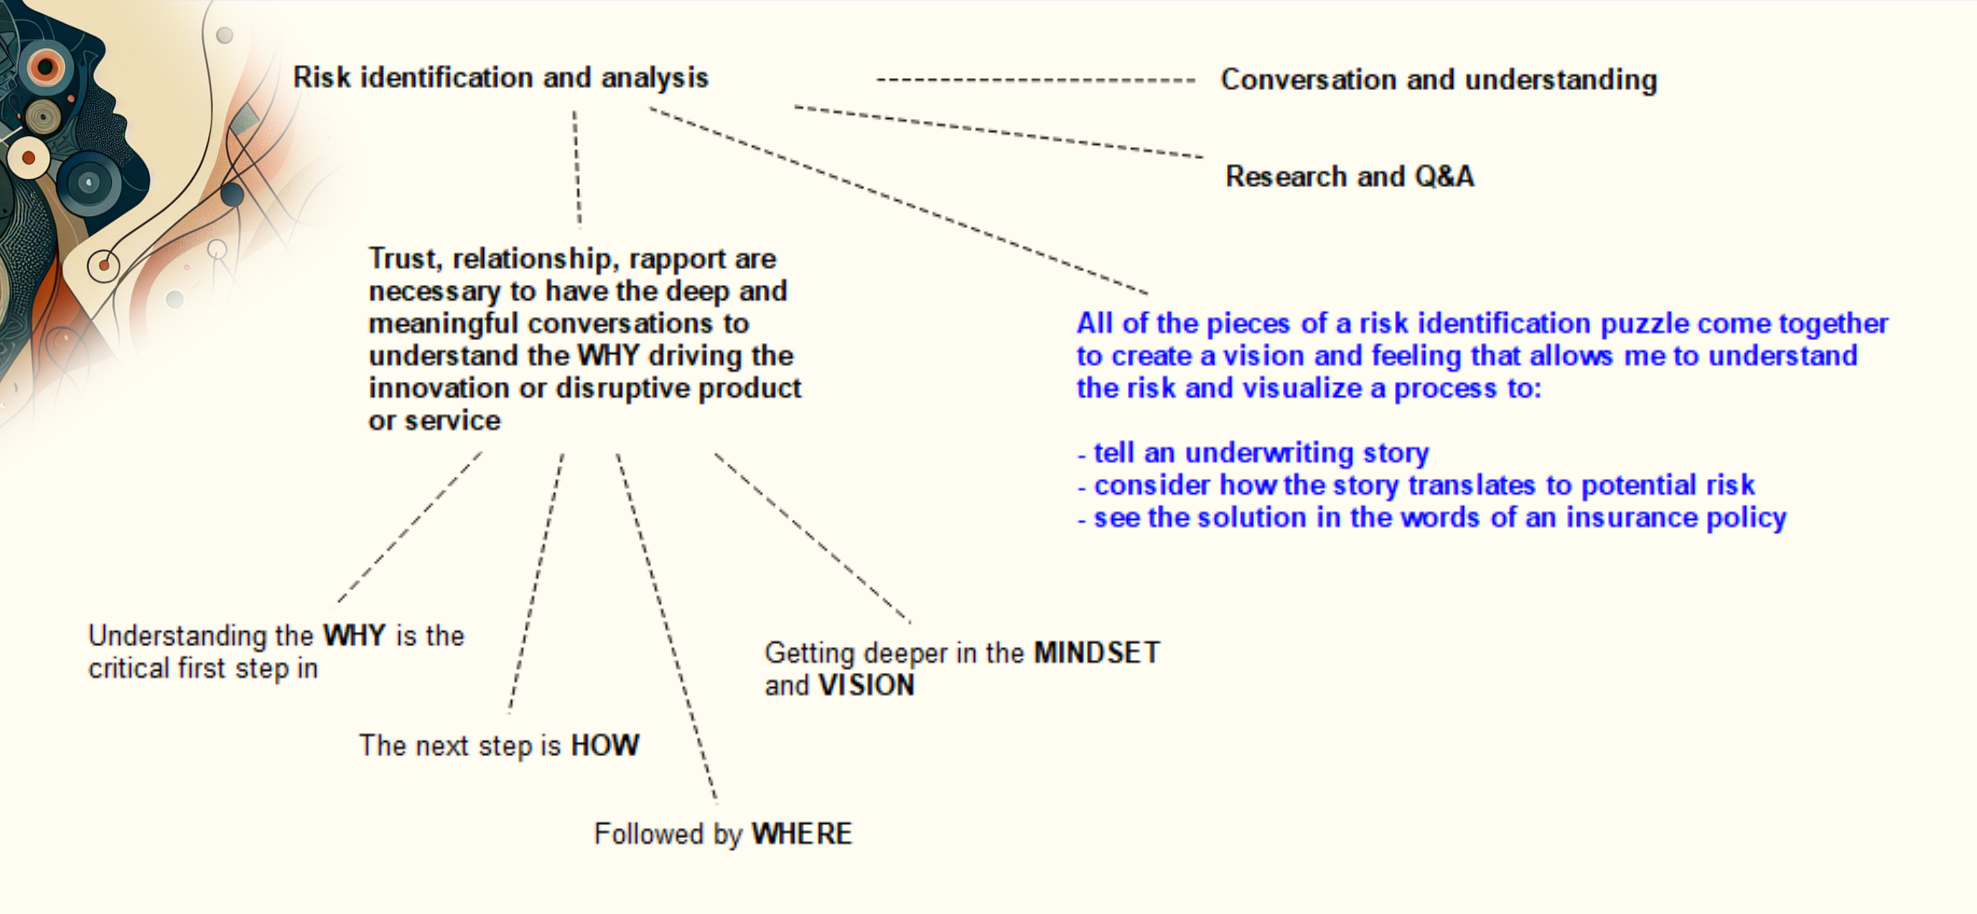 Risk identification and analysis
Conversation and understanding
Research and Q&A
Trust, relationship, rapport are
necessary to have the deep and
meaningful conversations to
understand the WHY driving the
innovation or disruptive product
or service
All of the pieces of a risk identification puzzle come together
to create a vision and feeling that allows me to understand
the risk and visualize a process to:
- tell an underwriting story
- consider how the story translates to potential risk
- see the solution in the words of an insurance policy
Understanding the WHY is the
critical first step in
The next step is HOW
Followed by WHERE
Getting deeper in the MINDSET
and VISION